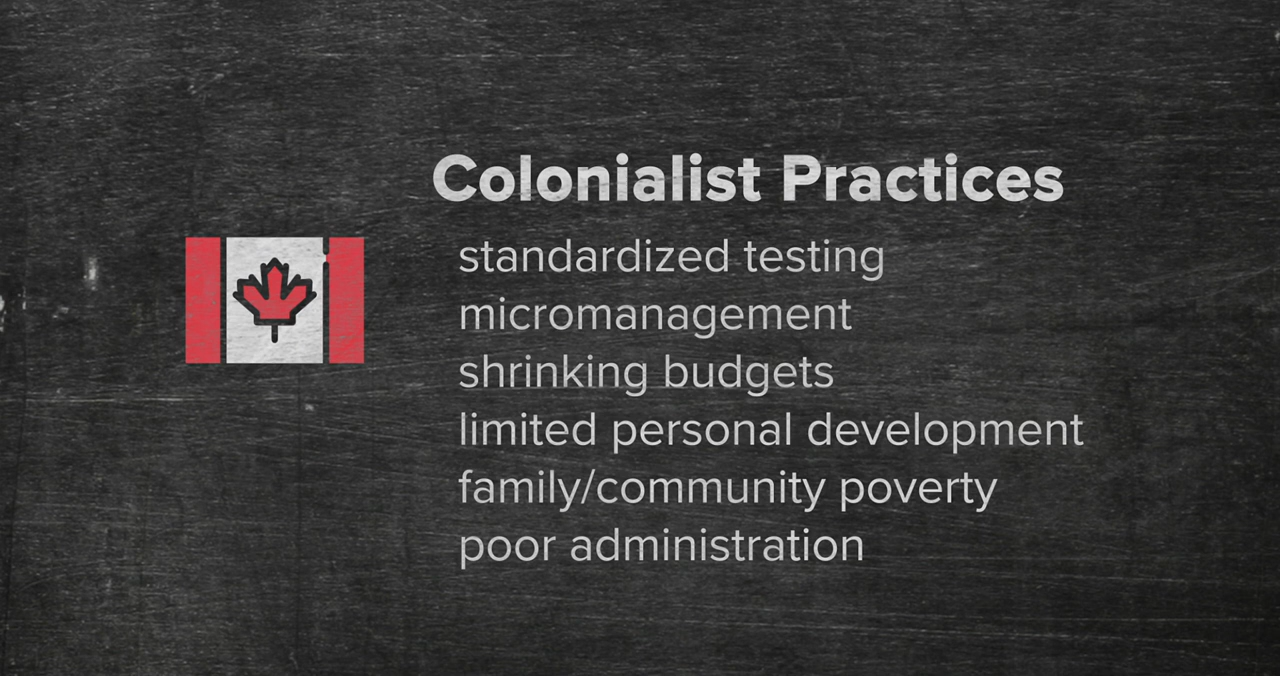 Colonialist Practices
standardized testing
micromanagement
shrinking budgets
limited personal development
family/community poverty
poor administration